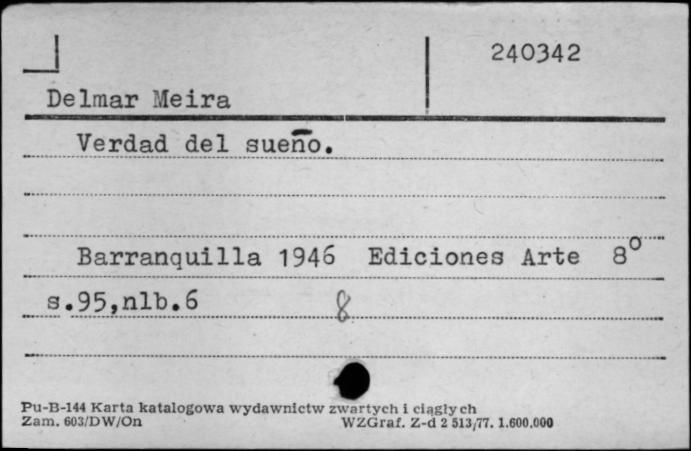 240342
Delmar Meira
Verdad del sueño.
Barranquilla 1946 Ediciones Arte 8°
s.95,nlb.6 8
Pu-B-144 Karta katalogowa wydawnictw zwartych i ciągłych
Zam. 603/DW/On WZGraf. Z-d 2 513/77. 1.600.000